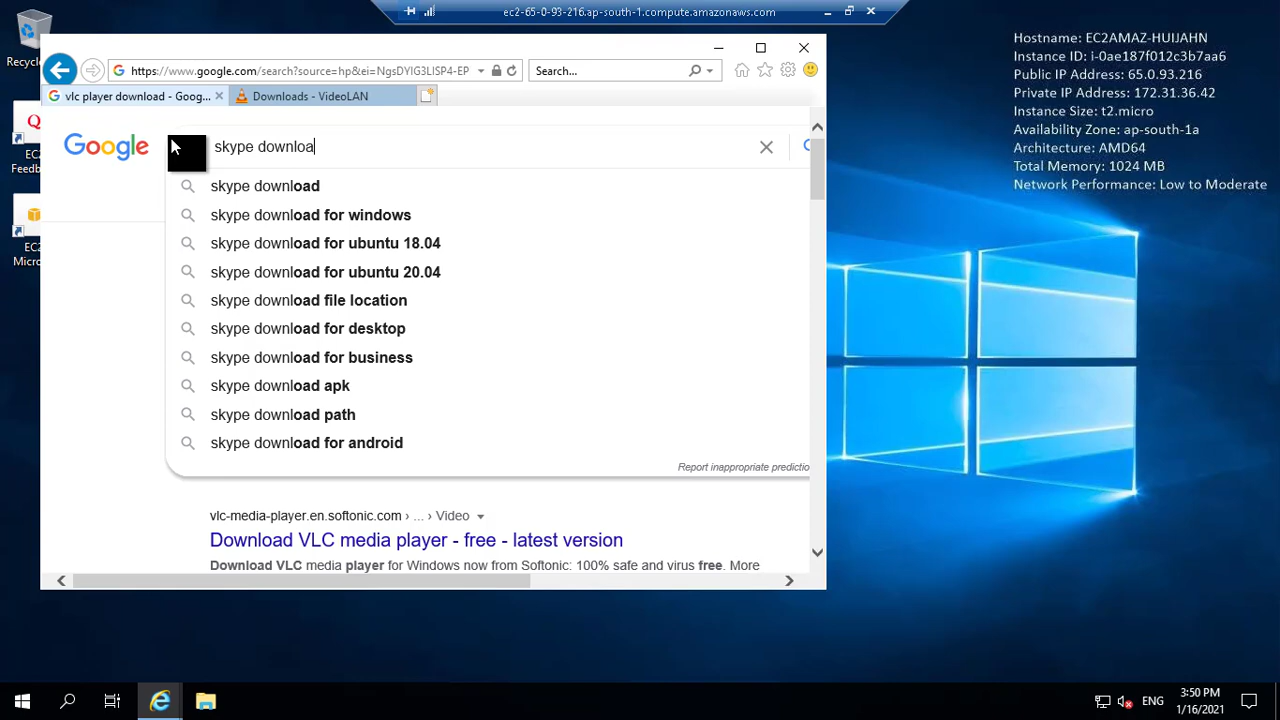 ec2-65-0-93-216.ap-south-1.compute.amazonaws.com
Hostname: EC2AMAZ-HUIJAHN
Instance ID: i-0ae187f012c3b7aa6
Public IP Address: 65.0.93.216
Private IP Address: 172.31.36.42
Instance Size: t2.micro
Availability Zone: ap-south-1a
Architecture: AMD64
Total Memory: 1024 MB
Network Performance: Low to Moderate
Recyc
EC2
Feedb
EC2
Micro
https://www.google.com/search?source=hp&ei=NgsDYIG3LISP4-EP
Search...
vlc player download - Goog...
Downloads - VideoLAN
Google
skype downloa
skype download
skype download for windows
skype download for ubuntu 18.04
skype download for ubuntu 20.04
skype download file location
skype download for desktop
skype download for business
skype download apk
skype download path
skype download for android
Report inappropriate predictio
vlc-media-player.en.softonic.com › ... › Video
Download VLC media player - free - latest version
Download VLC media player for Windows now from Softonic: 100% safe and virus free. More
ENG
3:50 PM
1/16/2021